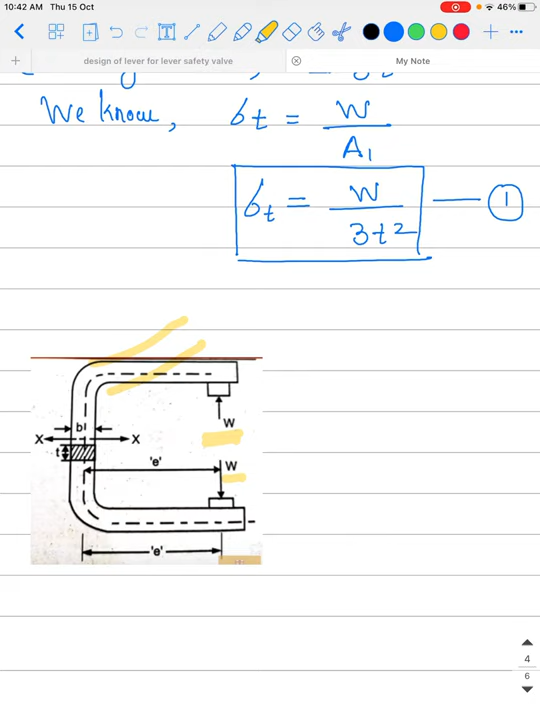 10:42 AM Thu 15 Oct
46%
design of lever for lever safety valve
My Note
We know, σt = W
A1
σt = W
3t² — ①
b
W
X X
t
'e' W
'e'
4
6